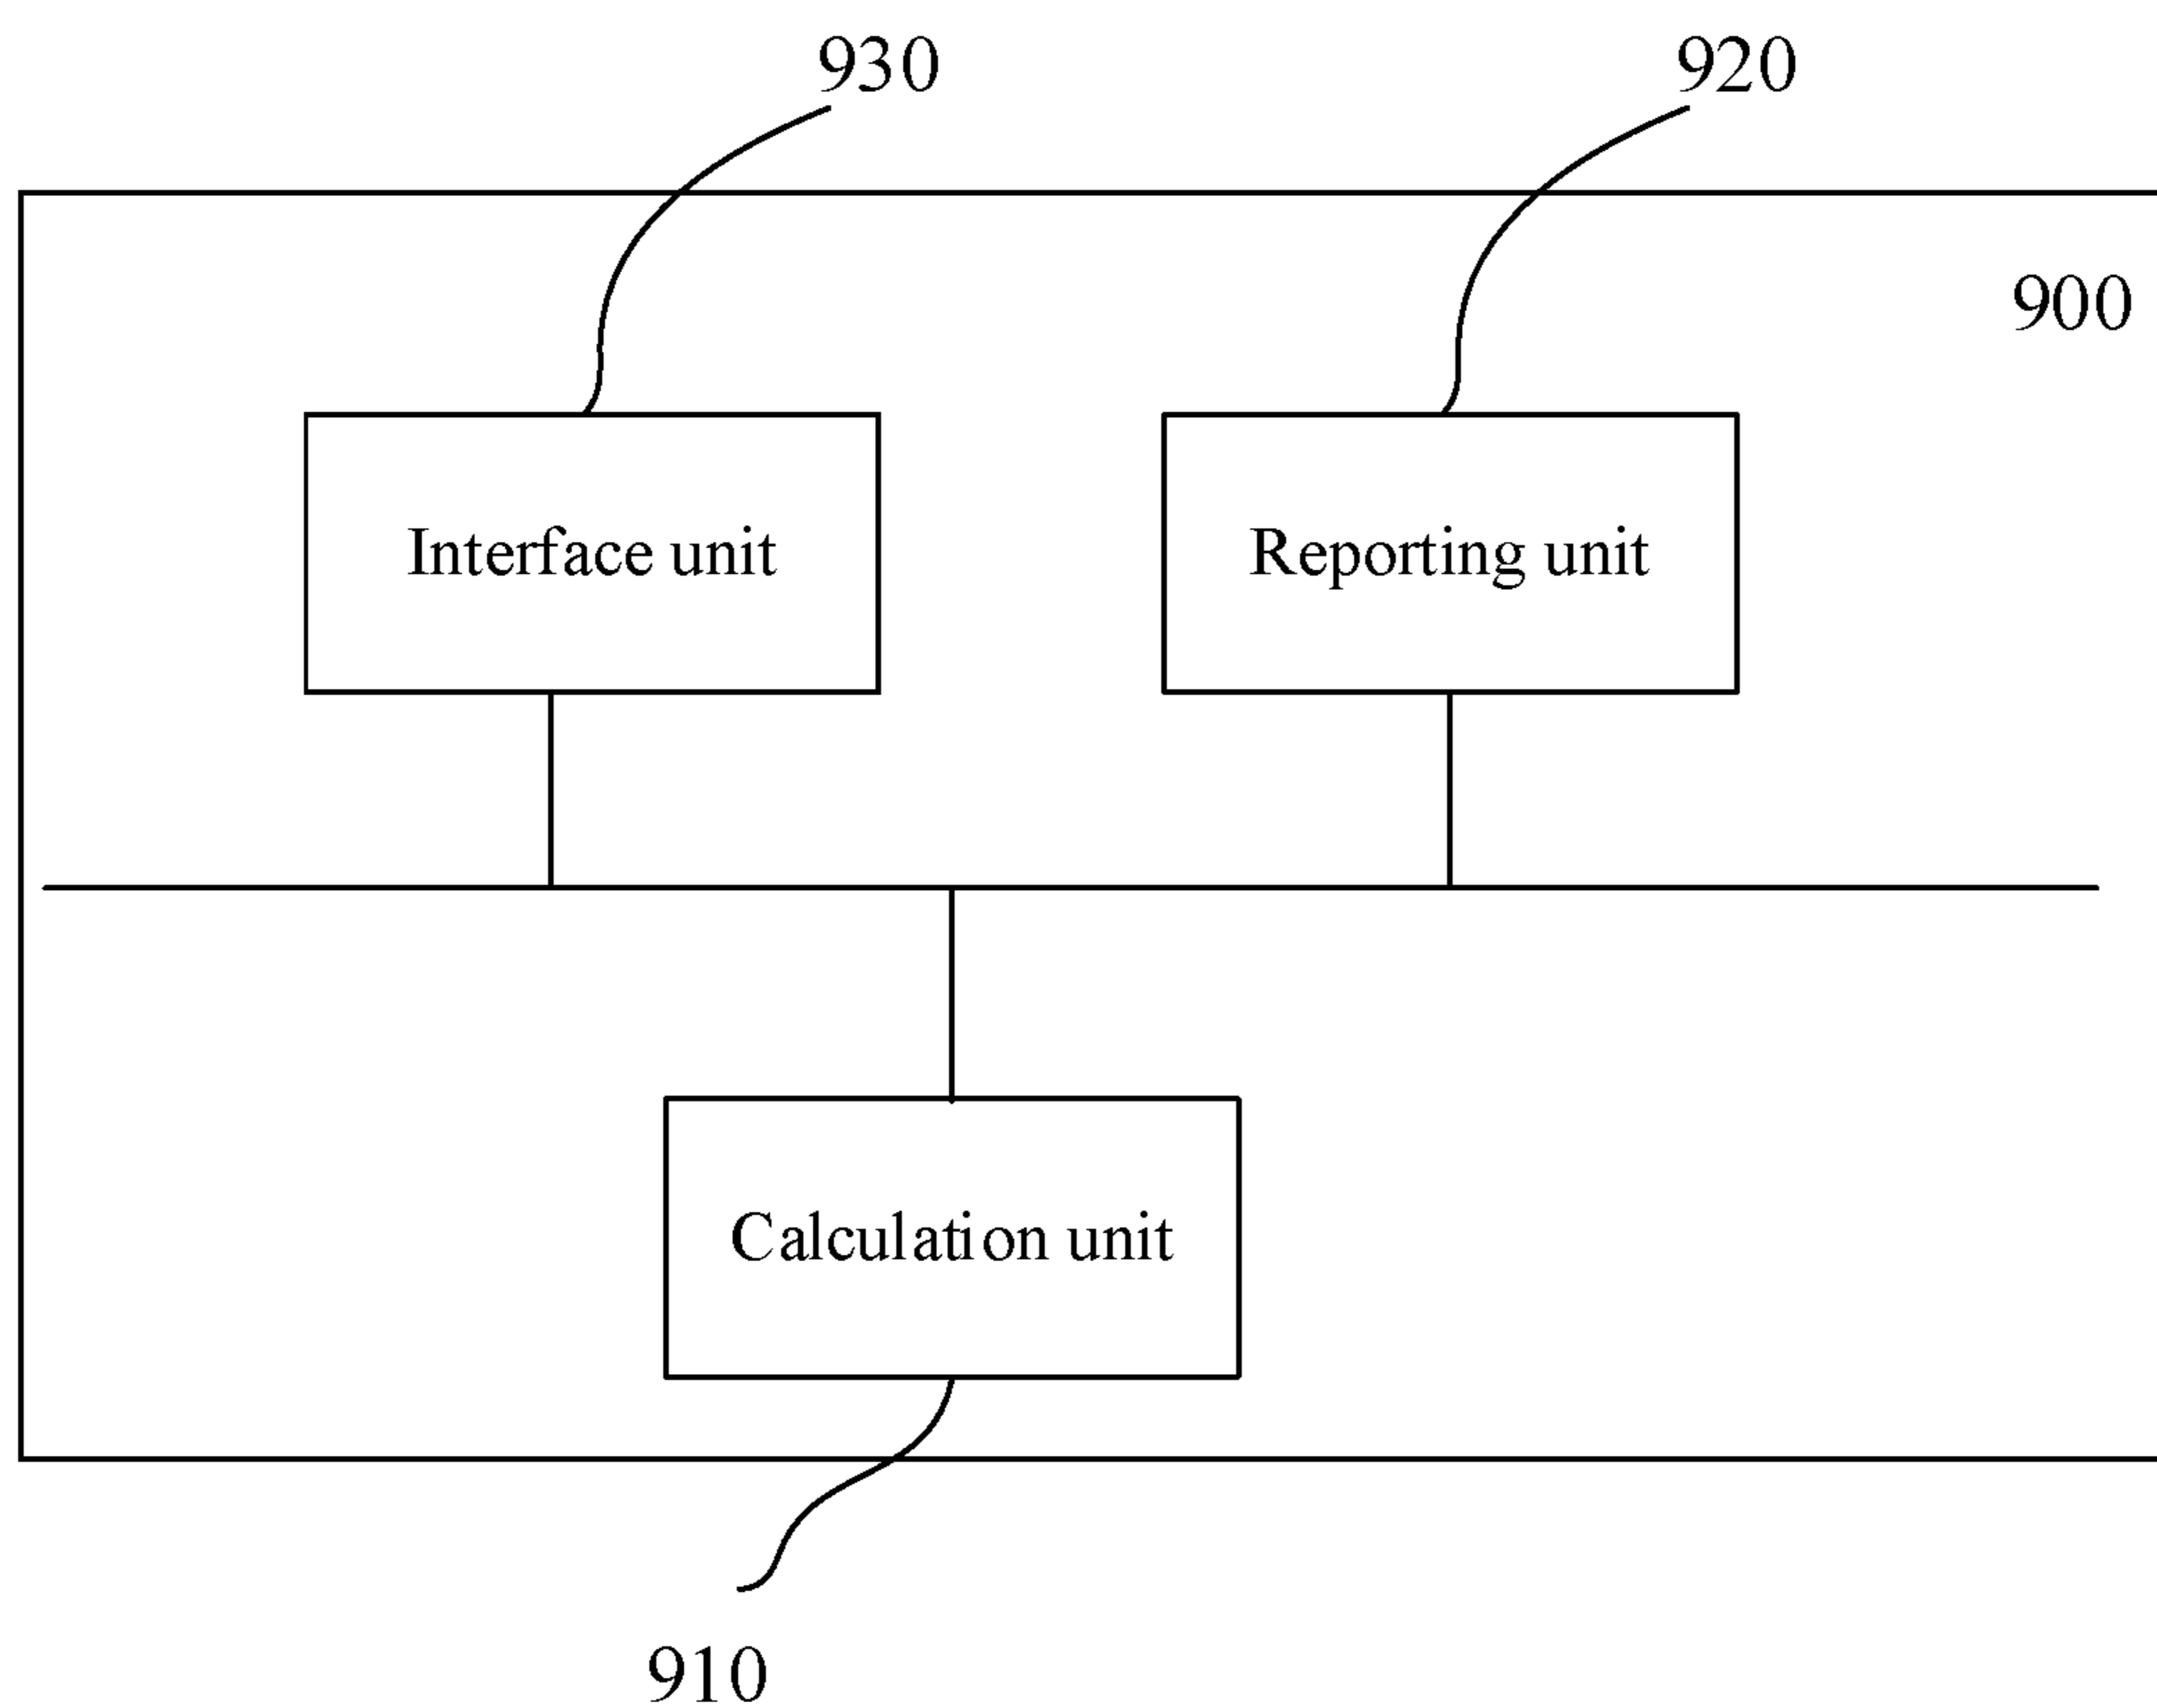 930
920
900
Interface unit
Reporting unit
Calculation unit
910